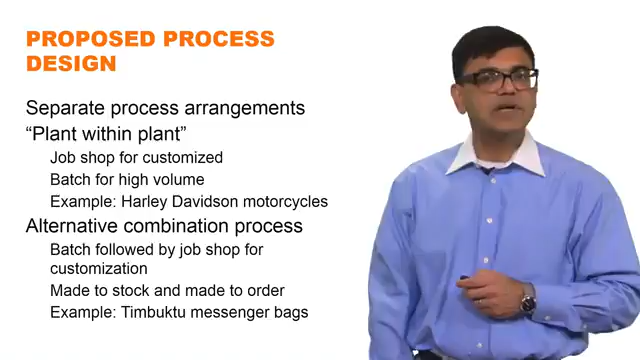 PROPOSED PROCESS
DESIGN
Separate process arrangements
“Plant within plant”
Job shop for customized
Batch for high volume
Example: Harley Davidson motorcycles
Alternative combination process
Batch followed by job shop for
customization
Made to stock and made to order
Example: Timbuktu messenger bags